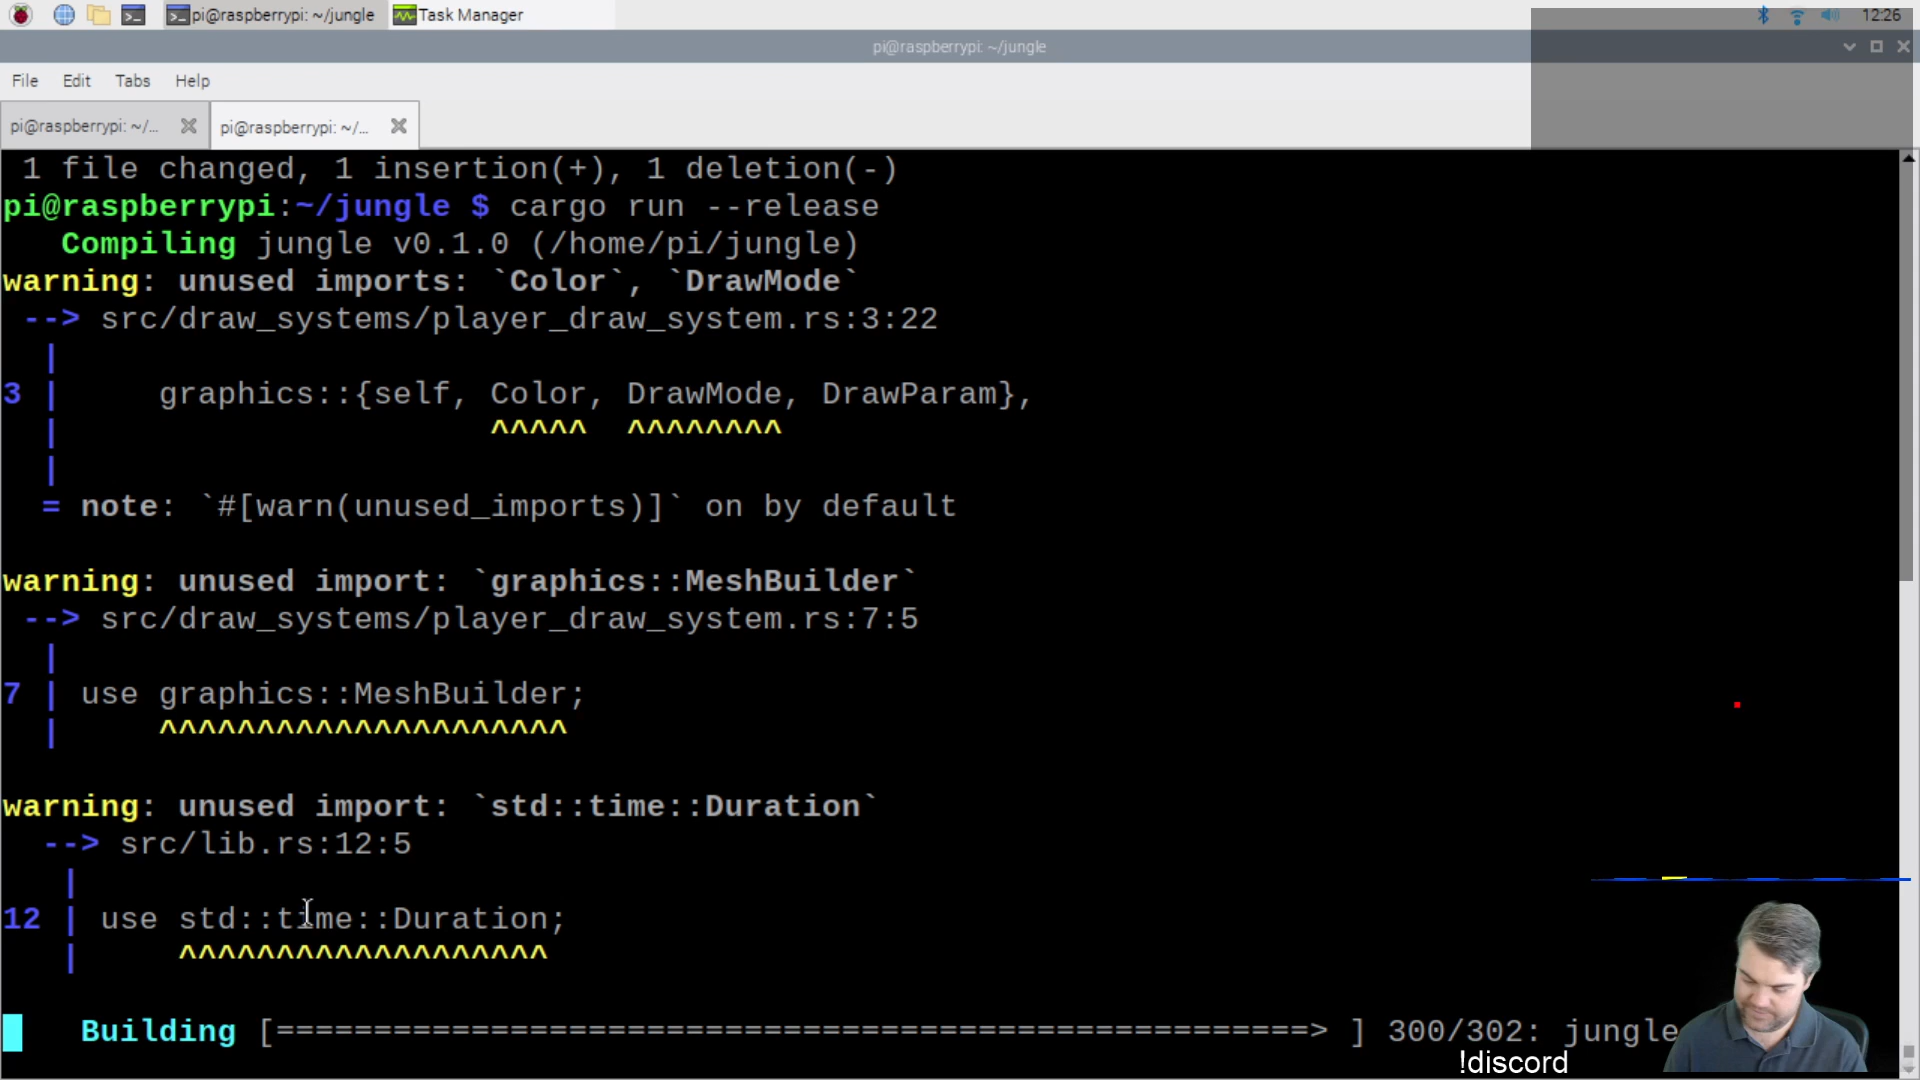 pi@raspberrypi: ~/jungle
Task Manager
12:26
pi@raspberrypi: ~/jungle
File Edit Tabs Help
pi@raspberrypi: ~/...
pi@raspberrypi: ~/...
1 file changed, 1 insertion(+), 1 deletion(-)
pi@raspberrypi:~/jungle $ cargo run --release
Compiling jungle v0.1.0 (/home/pi/jungle)
warning: unused imports: `Color`, `DrawMode`
--> src/draw_systems/player_draw_system.rs:3:22
|
3 | graphics::{self, Color, DrawMode, DrawParam},
| ^^^^^ ^^^^^^^^
|
= note: `#[warn(unused_imports)]` on by default
warning: unused import: `graphics::MeshBuilder`
--> src/draw_systems/player_draw_system.rs:7:5
|
7 | use graphics::MeshBuilder;
| ^^^^^^^^^^^^^^^^^^^^^
warning: unused import: `std::time::Duration`
--> src/lib.rs:12:5
|
12 | use std::time::Duration;
| ^^^^^^^^^^^^^^^^^^^
Building [=====================================================> ] 300/302: jungle
!discord